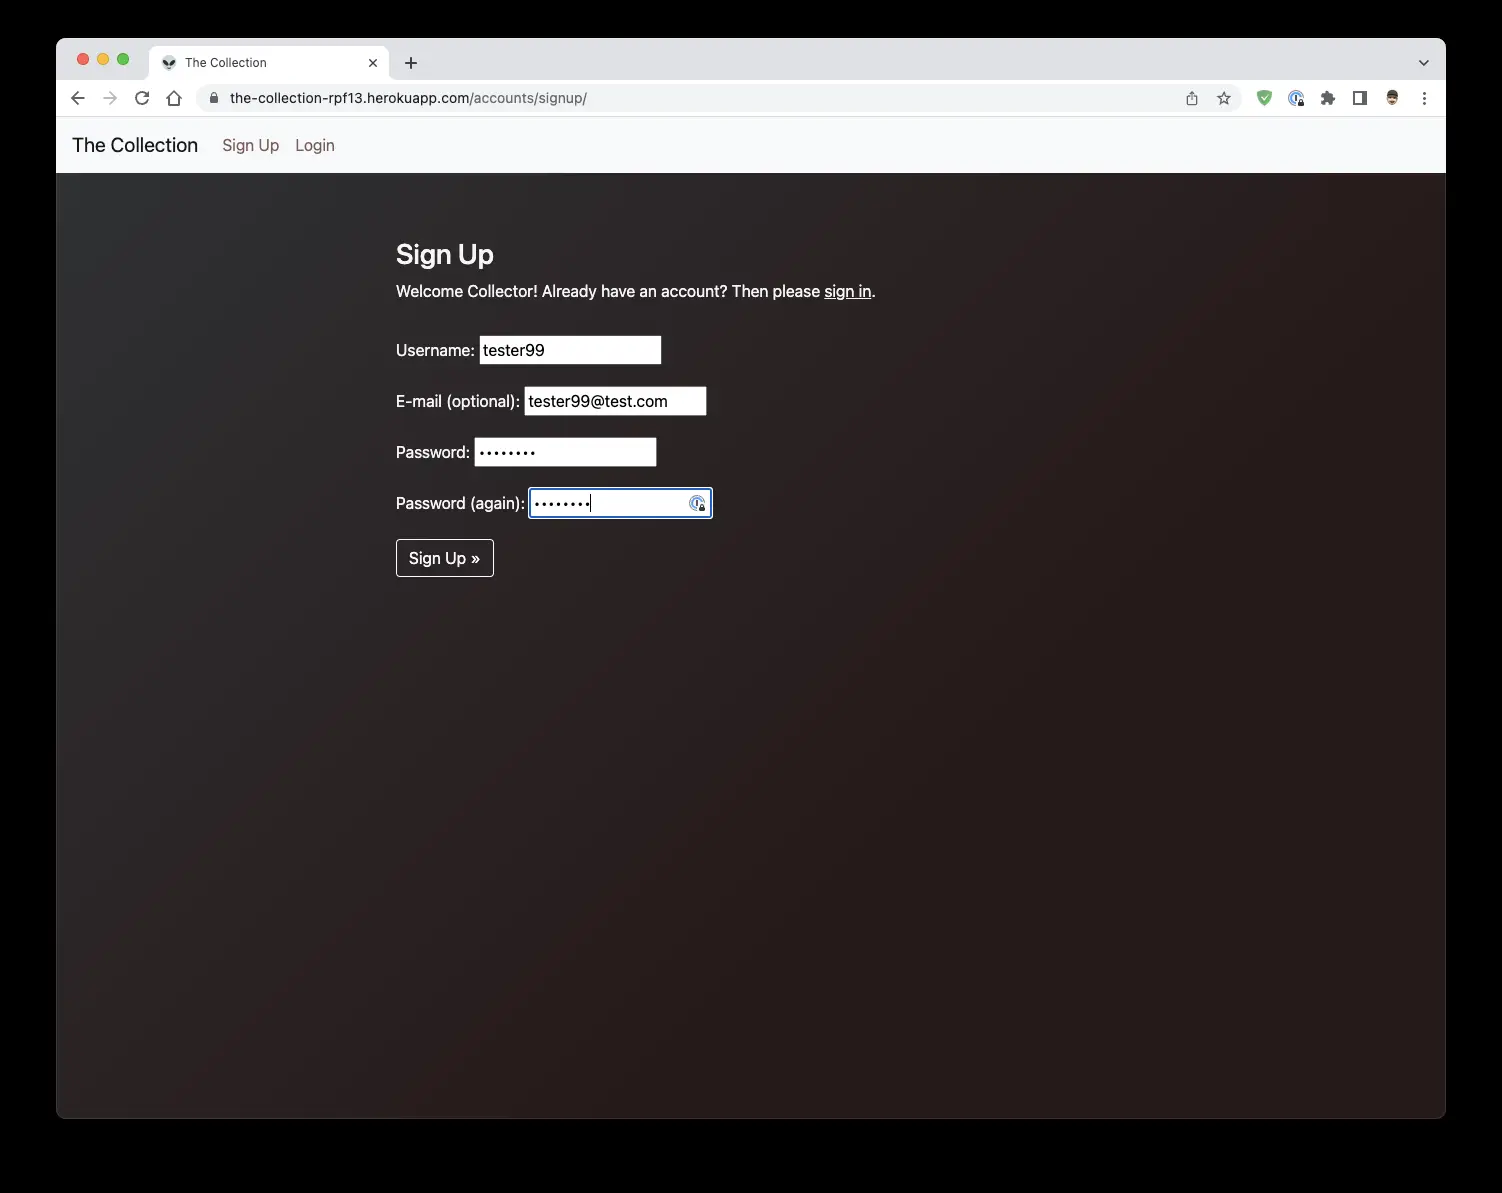 The Collection
the-collection-rpf13.herokuapp.com/accounts/signup/
The Collection Sign Up Login
Sign Up
Welcome Collector! Already have an account? Then please sign in.
Username: tester99
E-mail (optional): tester99@test.com
Password: ••••••••
Password (again): ••••••••
Sign Up »